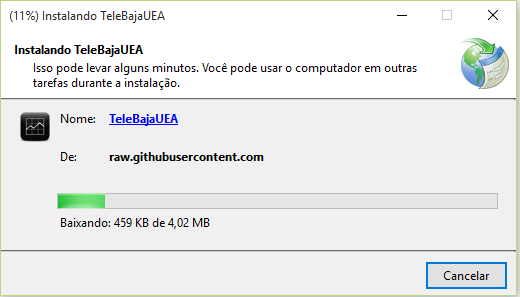 (11%) Instalando TeleBajaUEA
Instalando TeleBajaUEA
Isso pode levar alguns minutos. Você pode usar o computador em outras
tarefas durante a instalação.
Nome: TeleBajaUEA
De: raw.githubusercontent.com
Baixando: 459 KB de 4,02 MB
Cancelar